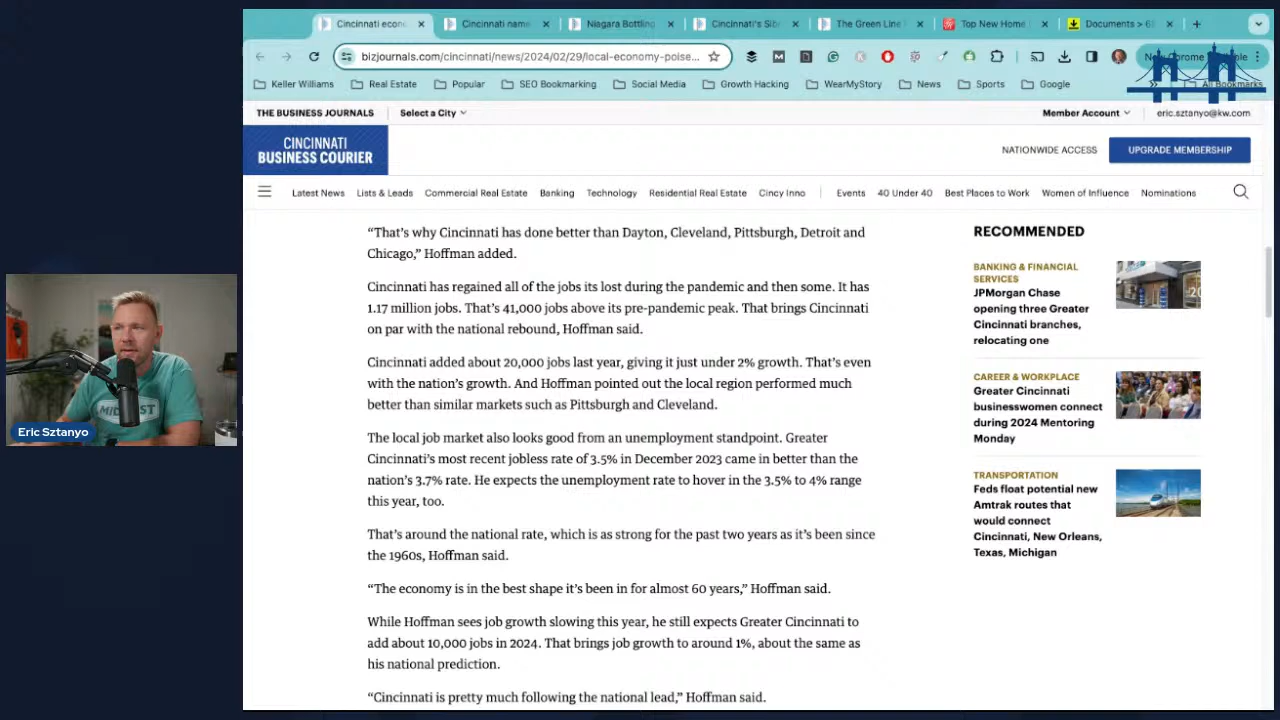 Cincinnati econo
Cincinnati name
Niagara Bottling
Cincinnati's Sib
The Green Line
Top New Home
Documents > 6
bizjournals.com/cincinnati/news/2024/02/29/local-economy-poise...
Keller Williams
Real Estate
Popular
SEO Bookmarking
Social Media
Growth Hacking
WearMyStory
News
Sports
Google
All Bookmarks
THE BUSINESS JOURNALS
Select a City
Member Account
eric.sztanyo@kw.com
CINCINNATI
BUSINESS COURIER
NATIONWIDE ACCESS
UPGRADE MEMBERSHIP
Latest News
Lists & Leads
Commercial Real Estate
Banking
Technology
Residential Real Estate
Cincy Inno
Events
40 Under 40
Best Places to Work
Women of Influence
Nominations
“That’s why Cincinnati has done better than Dayton, Cleveland, Pittsburgh, Detroit and
Chicago,” Hoffman added.
Cincinnati has regained all of the jobs its lost during the pandemic and then some. It has
1.17 million jobs. That’s 41,000 jobs above its pre-pandemic peak. That brings Cincinnati
on par with the national rebound, Hoffman said.
Cincinnati added about 20,000 jobs last year, giving it just under 2% growth. That’s even
with the nation’s growth. And Hoffman pointed out the local region performed much
better than similar markets such as Pittsburgh and Cleveland.
The local job market also looks good from an unemployment standpoint. Greater
Cincinnati’s most recent jobless rate of 3.5% in December 2023 came in better than the
nation’s 3.7% rate. He expects the unemployment rate to hover in the 3.5% to 4% range
this year, too.
That’s around the national rate, which is as strong for the past two years as it’s been since
the 1960s, Hoffman said.
“The economy is in the best shape it’s been in for almost 60 years,” Hoffman said.
While Hoffman sees job growth slowing this year, he still expects Greater Cincinnati to
add about 10,000 jobs in 2024. That brings job growth to around 1%, about the same as
his national prediction.
“Cincinnati is pretty much following the national lead,” Hoffman said.
RECOMMENDED
BANKING & FINANCIAL
SERVICES
JPMorgan Chase
opening three Greater
Cincinnati branches,
relocating one
CAREER & WORKPLACE
Greater Cincinnati
businesswomen connect
during 2024 Mentoring
Monday
TRANSPORTATION
Feds float potential new
Amtrak routes that
would connect
Cincinnati, New Orleans,
Texas, Michigan
Eric Sztanyo